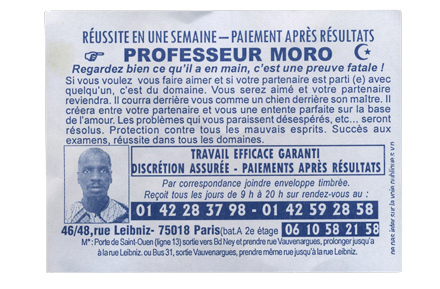 RÉUSSITE EN UNE SEMAINE — PAIEMENT APRÈS RÉSULTATS
PROFESSEUR MORO
Regardez bien ce qu'il a en main, c'est une preuve fatale !
Si vous voulez vous faire aimer et si votre partenaire est parti (e) avec
quelqu'un, c'est du domaine. Vous serez aimé et votre partenaire
reviendra. Il courra derrière vous comme un chien derrière son maître. Il
créera entre votre partenaire et vous une entente parfaite sur la base
de l'amour. Les problèmes qui vous paraissent désespérés, etc... seront
résolus. Protection contre tous les mauvais esprits. Succès aux
examens, réussite dans tous les domaines.
TRAVAIL EFFICACE GARANTI
DISCRÉTION ASSURÉE - PAIEMENTS APRÈS RÉSULTATS
Par correspondance joindre enveloppe timbrée.
Reçoit tous les jours de 9 h à 20 h sur rendez-vous au :
01 42 28 37 98 - 01 42 59 28 58
46/48,rue Leibniz- 75018 Paris (bat.A 2e étage 06 10 58 21 58
M° : Porte de Saint-Ouen (ligne 13) sortie vers Bd Ney et prendre rue Vauvenargues, prolonger jusqu'à
à la rue Leibniz. ou Bus 31, sortie Vauvenargues, prendre même rue jusqu'à la rue Leibniz.
ne pas jeter sur la voie publique